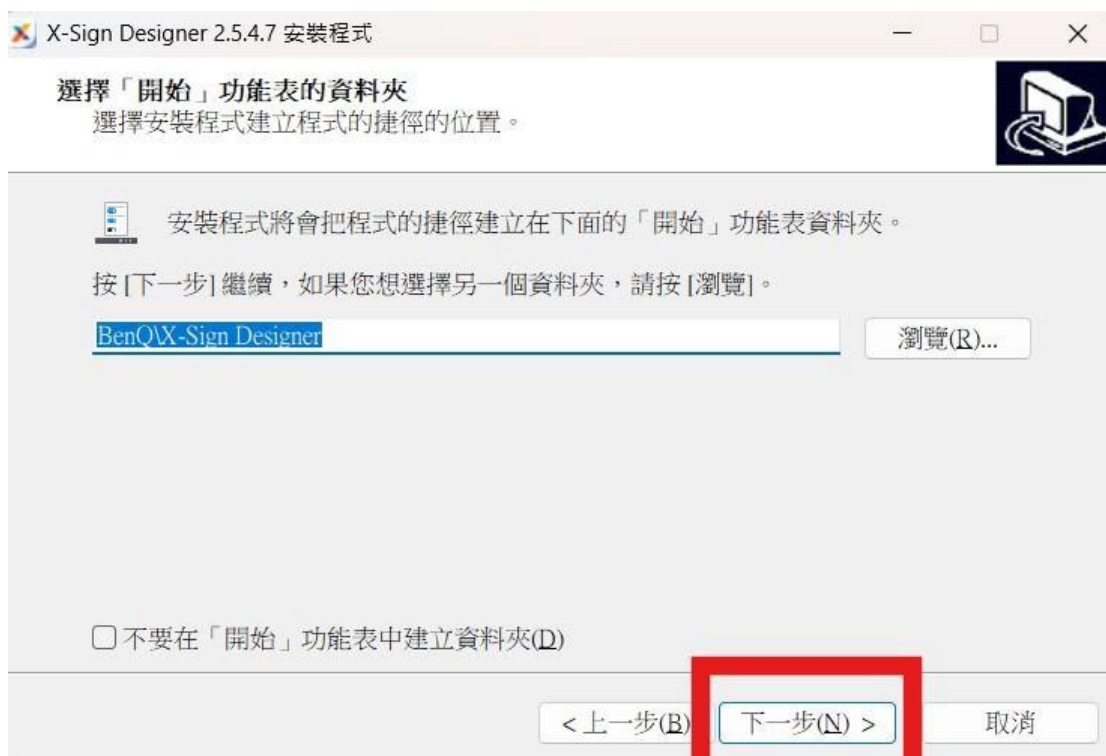 X-Sign Designer 2.5.4.7 安裝程式
選擇「開始」功能表的資料夾
選擇安裝程式建立程式的捷徑的位置。
安裝程式將會把程式的捷徑建立在下面的「開始」功能表資料夾。
按 [下一步] 繼續，如果您想選擇另一個資料夾，請按 [瀏覽]。
BenQ\X-Sign Designer
瀏覽(R)...
不要在「開始」功能表中建立資料夾(D)
< 上一步(B) 下一步(N) > 取消